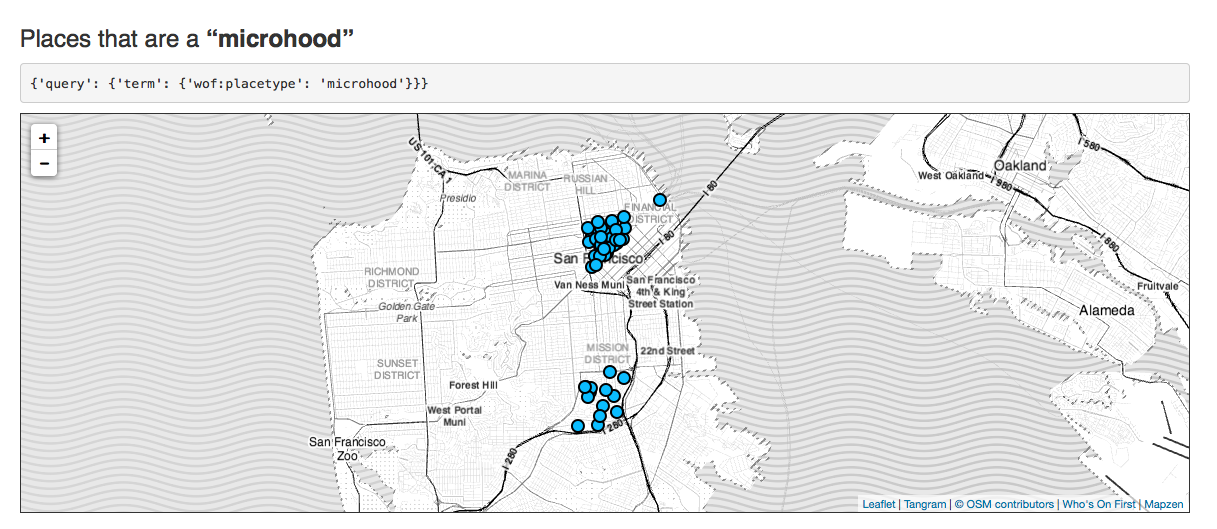 Places that are a “microhood”
{'query': {'term': {'wof:placetype': 'microhood'}}}
+
−
US 101;CA 1
MARINA
DISTRICT
RUSSIAN
HILL
Presidio
FINANCIAL
DISTRICT
I 80
I 80
San Francisco
Van Ness Muni
San Francisco
4th & King
Street Station
RICHMOND
DISTRICT
Golden Gate
Park
SUNSET
DISTRICT
MISSION
DISTRICT
22nd Street
Forest Hill
West Portal
Muni
San Francisco
Zoo
I 280
I 280
Oakland
West Oakland
I 980
I 580
I 880
Fruitvale
Alameda
Leaflet | Tangram | © OSM contributors | Who's On First | Mapzen